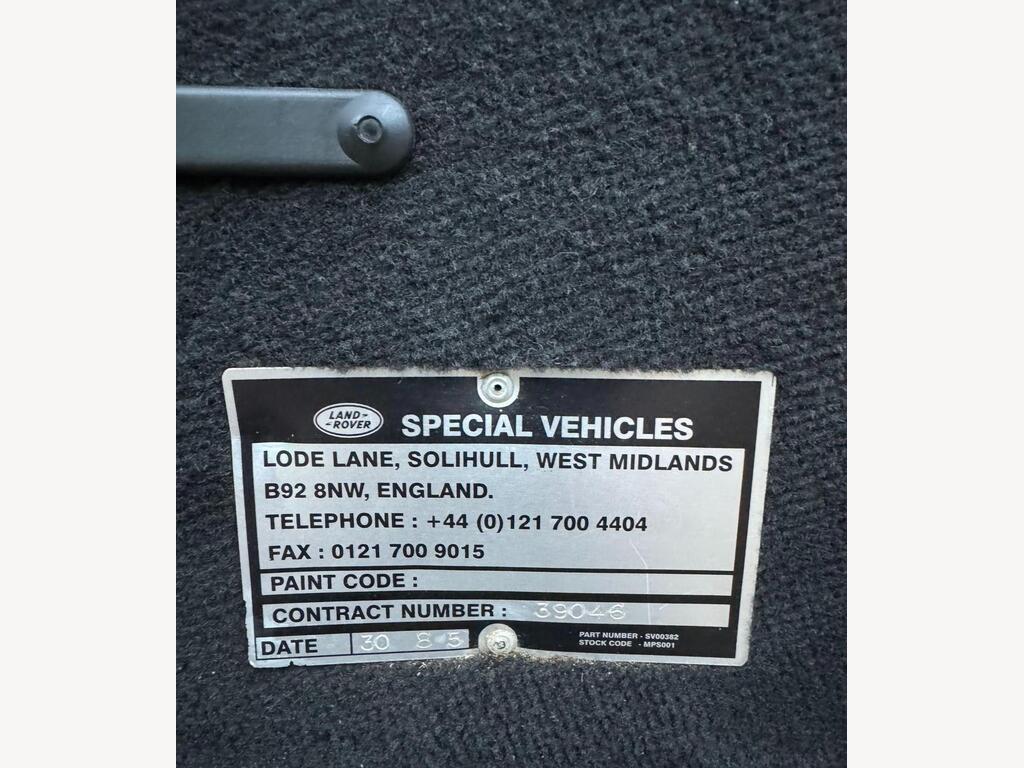 LAND-
-ROVER
SPECIAL VEHICLES
LODE LANE, SOLIHULL, WEST MIDLANDS
B92 8NW, ENGLAND.
TELEPHONE : +44 (0)121 700 4404
FAX : 0121 700 9015
PAINT CODE :
CONTRACT NUMBER : 39046
DATE 30 8 5
PART NUMBER - SV00382
STOCK CODE - MPS001